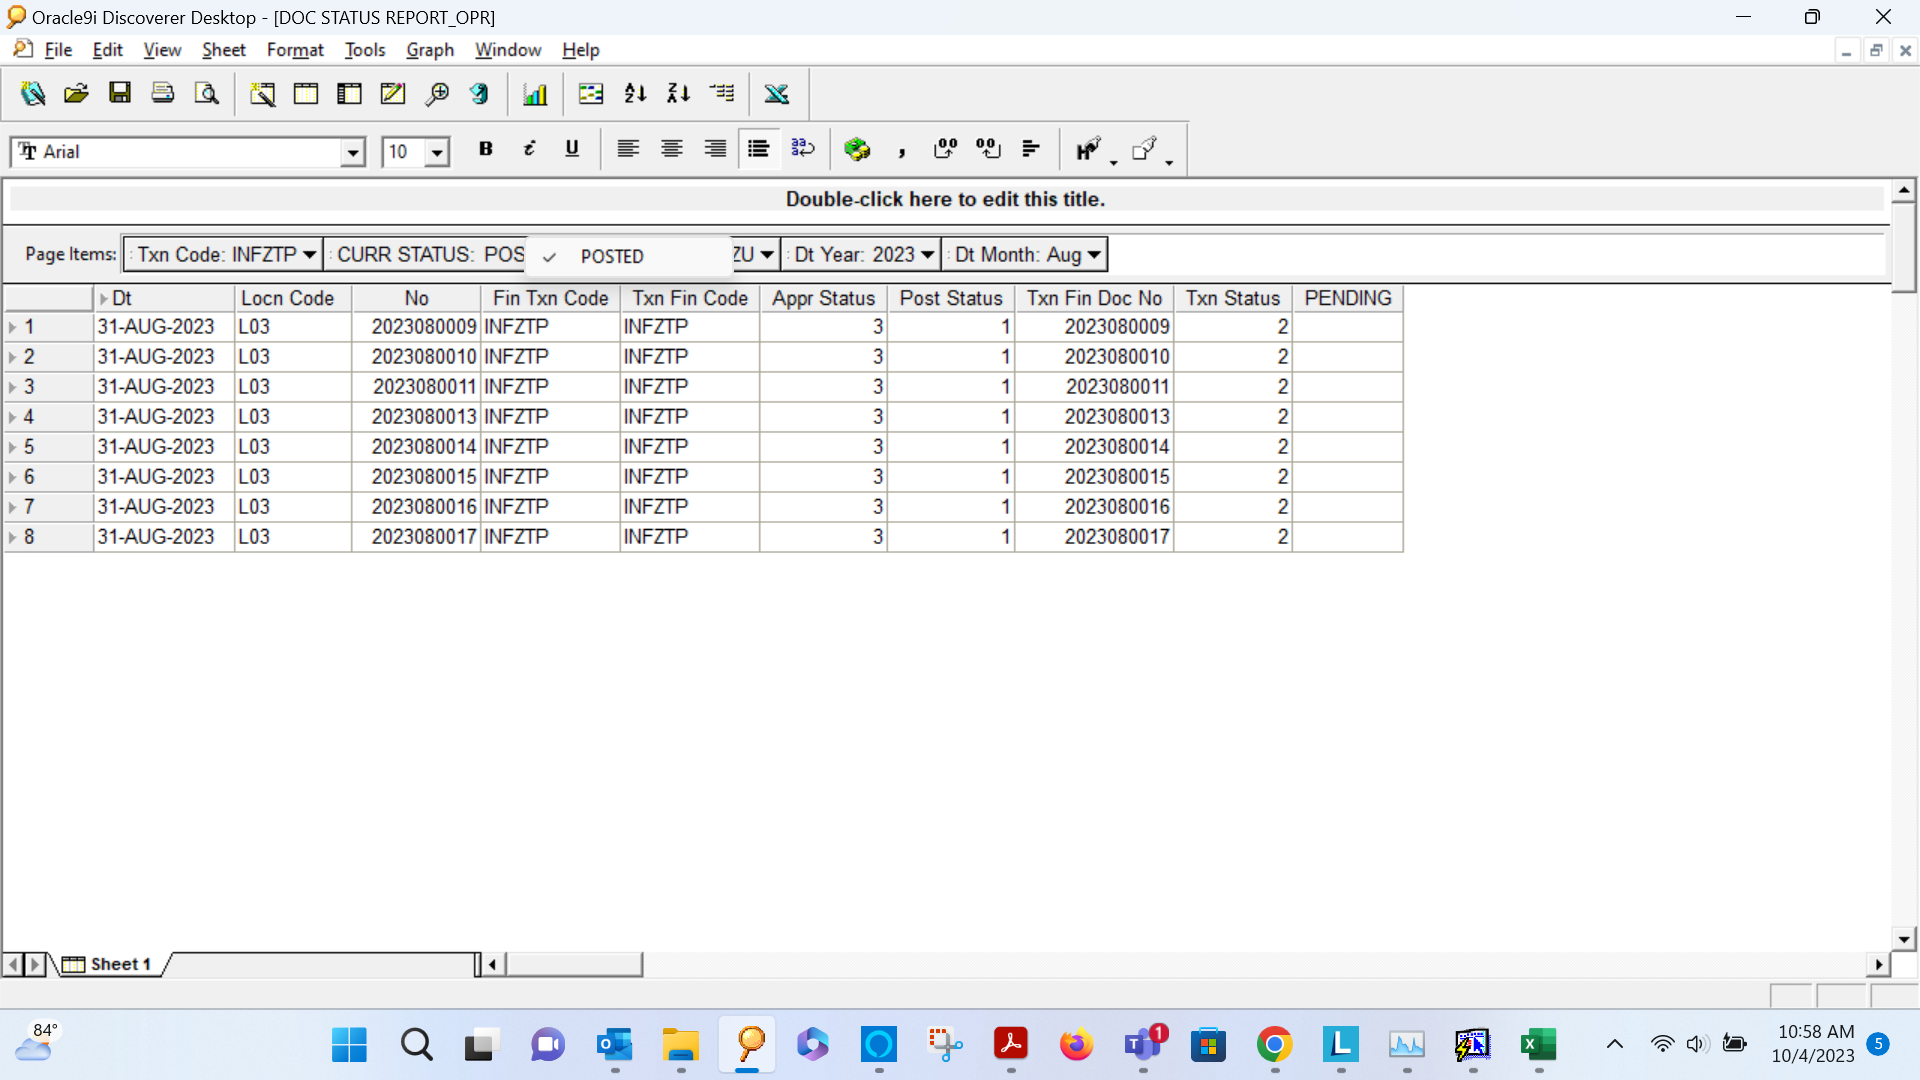 Oracle9i Discoverer Desktop - [DOC STATUS REPORT_OPR]
File Edit View Sheet Format Tools Graph Window Help
Arial 10 B i U
Double-click here to edit this title.
Page Items: Txn Code: INFZTP CURR STATUS: POS POSTED ZU Dt Year: 2023 Dt Month: Aug
Dt Locn Code No Fin Txn Code Txn Fin Code Appr Status Post Status Txn Fin Doc No Txn Status PENDING
1 31-AUG-2023 L03 2023080009 INFZTP INFZTP 3 1 2023080009 2
2 31-AUG-2023 L03 2023080010 INFZTP INFZTP 3 1 2023080010 2
3 31-AUG-2023 L03 2023080011 INFZTP INFZTP 3 1 2023080011 2
4 31-AUG-2023 L03 2023080013 INFZTP INFZTP 3 1 2023080013 2
5 31-AUG-2023 L03 2023080014 INFZTP INFZTP 3 1 2023080014 2
6 31-AUG-2023 L03 2023080015 INFZTP INFZTP 3 1 2023080015 2
7 31-AUG-2023 L03 2023080016 INFZTP INFZTP 3 1 2023080016 2
8 31-AUG-2023 L03 2023080017 INFZTP INFZTP 3 1 2023080017 2
Sheet 1
84°
1
10:58 AM
10/4/2023
5